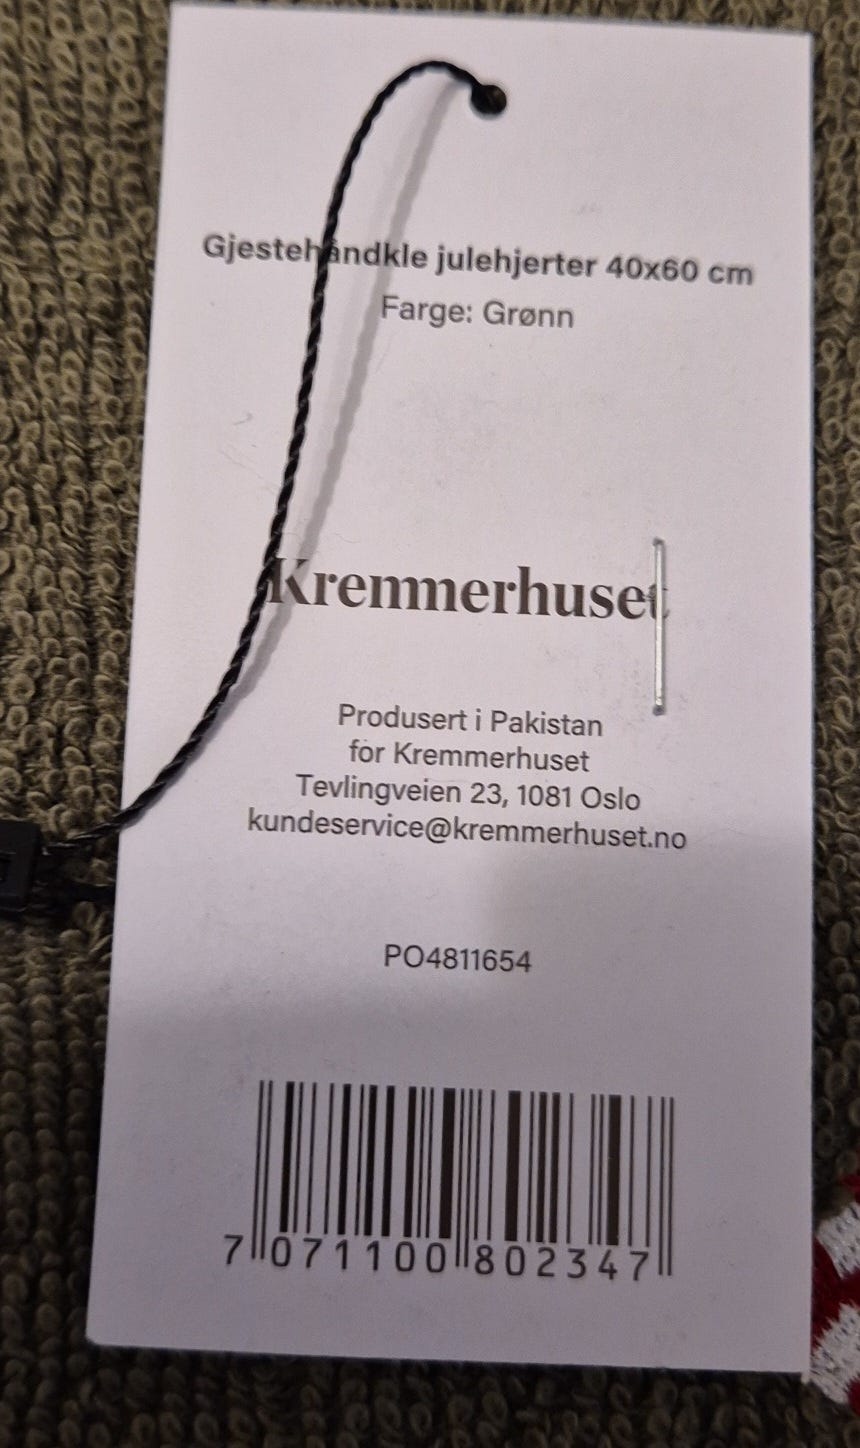 Gjestehåndkle julehjerter 40x60 cm
Farge: Grønn
Kremmerhuset
Produsert i Pakistan
for Kremmerhuset
Tevlingveien 23, 1081 Oslo
kundeservice@kremmerhuset.no
PO4811654
7 071100 802347